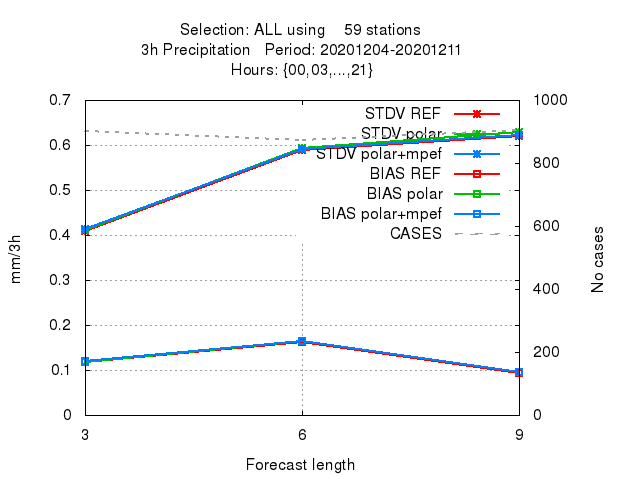 Selection: ALL using 59 stations
3h Precipitation Period: 20201204-20201211
Hours: {00,03,...,21}
0.7 1000
STDV REF
STDV polar
0.6
STDV polar+mpef
800
BIAS REF
0.5
BIAS polar
BIAS polar+mpef
600
0.4
CASES
mm/3h
No cases
0.3
400
0.2
200
0.1
0 0
3 6 9
Forecast length